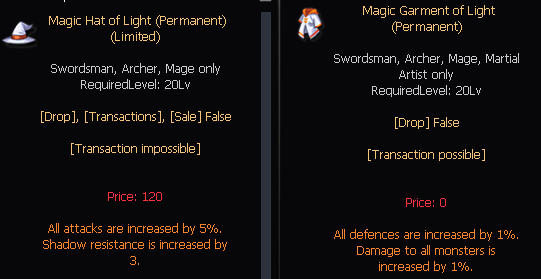 Magic Hat of Light (Permanent)
(Limited)
Swordsman, Archer, Mage only
RequiredLevel: 20Lv
[Drop], [Transactions], [Sale] False
[Transaction impossible]
Price: 120
All attacks are increased by 5%.
Shadow resistance is increased by
3.
Magic Garment of Light
(Permanent)
Swordsman, Archer, Mage, Martial
Artist only
RequiredLevel: 20Lv
[Drop] False
[Transaction possible]
Price: 0
All defences are increased by 1%.
Damage to all monsters is
increased by 1%.